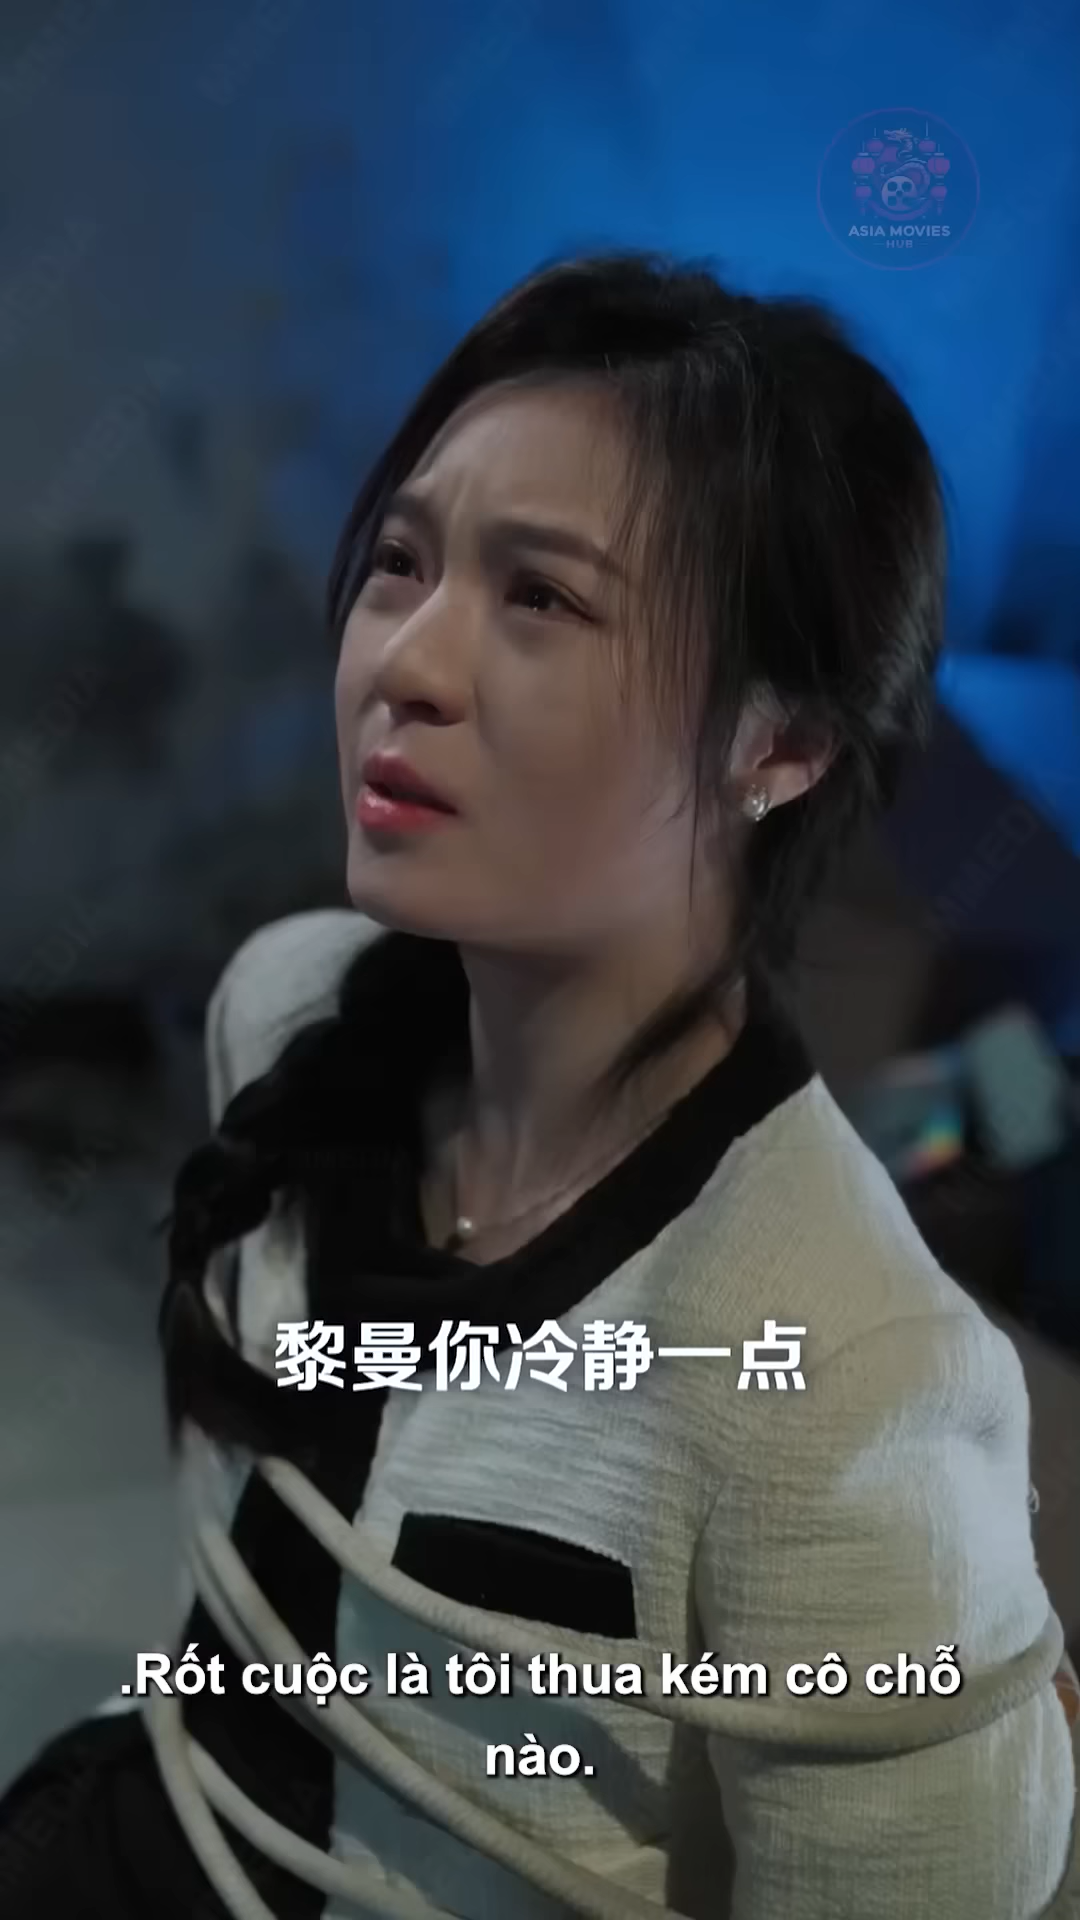 ASIA MOVIES
HUB
黎曼你冷静一点
.Rốt cuộc là tôi thua kém cô chỗ
nào.